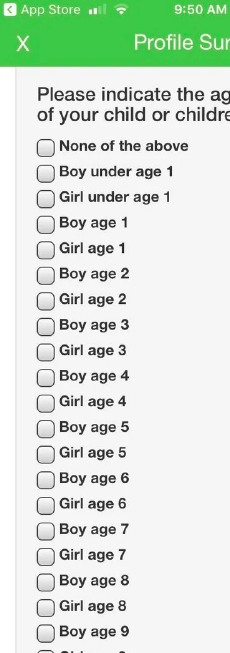 App Store 9:50 AM
X Profile Sur
Please indicate the ag
of your child or childre
None of the above
Boy under age 1
Girl under age 1
Boy age 1
Girl age 1
Boy age 2
Girl age 2
Boy age 3
Girl age 3
Boy age 4
Girl age 4
Boy age 5
Girl age 5
Boy age 6
Girl age 6
Boy age 7
Girl age 7
Boy age 8
Girl age 8
Boy age 9